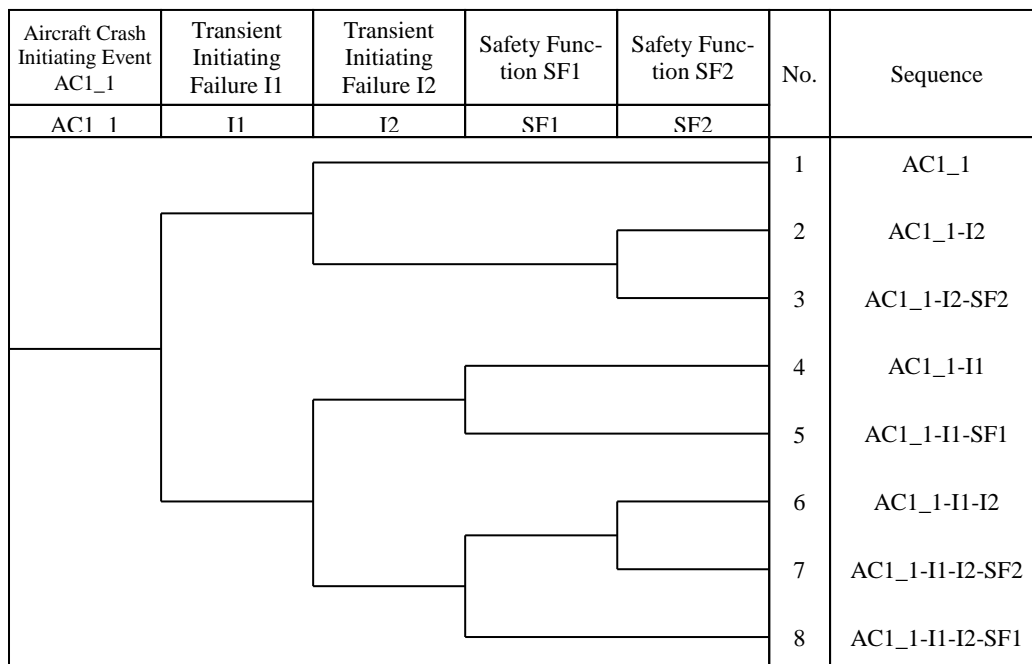 Aircraft Crash
Initiating Event
AC1_1
Transient
Initiating
Failure I1
Transient
Initiating
Failure I2
Safety Func-
tion SF1
Safety Func-
tion SF2
No.
Sequence
AC1_1
I1
I2
SF1
SF2
1 AC1_1
2 AC1_1-I2
3 AC1_1-I2-SF2
4 AC1_1-I1
5 AC1_1-I1-SF1
6 AC1_1-I1-I2
7 AC1_1-I1-I2-SF2
8 AC1_1-I1-I2-SF1